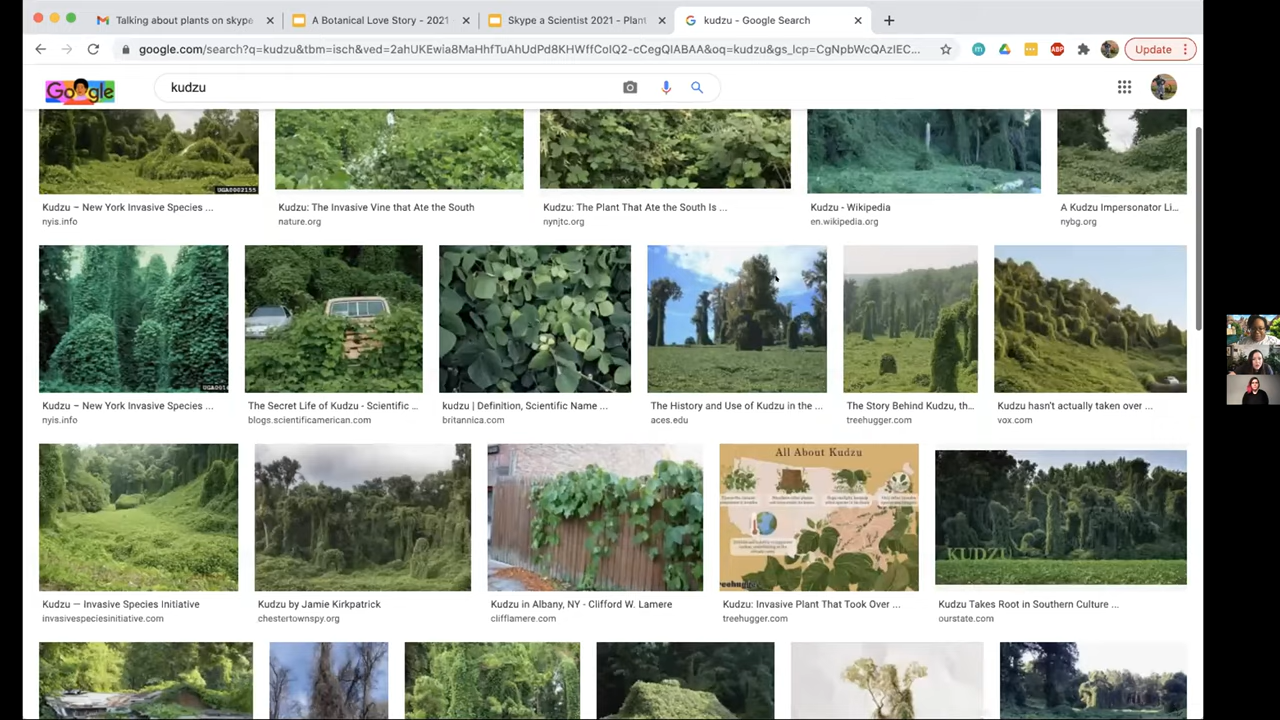 Talking about plants on skype
A Botanical Love Story - 2021
Skype a Scientist 2021 - Plant
kudzu - Google Search
google.com/search?q=kudzu&tbm=isch&ved=2ahUKEwia8MaHhfTuAhUdPd8KHWffCoIQ2-cCegQIABAA&oq=kudzu&gs_lcp=CgNpbWcQAzIEC...
ABP
Update
Google
kudzu
UGA0002155
Kudzu – New York Invasive Species ...
nyis.info
Kudzu: The Invasive Vine that Ate the South
nature.org
Kudzu: The Plant That Ate the South Is ...
nynjtc.org
Kudzu - Wikipedia
en.wikipedia.org
A Kudzu Impersonator Li...
nybg.org
Kudzu – New York Invasive Species ...
nyis.info
The Secret Life of Kudzu - Scientific ...
blogs.scientificamerican.com
kudzu | Definition, Scientific Name ...
britannica.com
The History and Use of Kudzu in the ...
aces.edu
The Story Behind Kudzu, th...
treehugger.com
Kudzu hasn't actually taken over ...
vox.com
All About Kudzu
treehugger
KUDZU
Kudzu — Invasive Species Initiative
invasivespeciesinitiative.com
Kudzu by Jamie Kirkpatrick
chestertownspy.org
Kudzu in Albany, NY - Clifford W. Lamere
clifflamere.com
Kudzu: Invasive Plant That Took Over ...
treehugger.com
Kudzu Takes Root in Southern Culture ...
ourstate.com